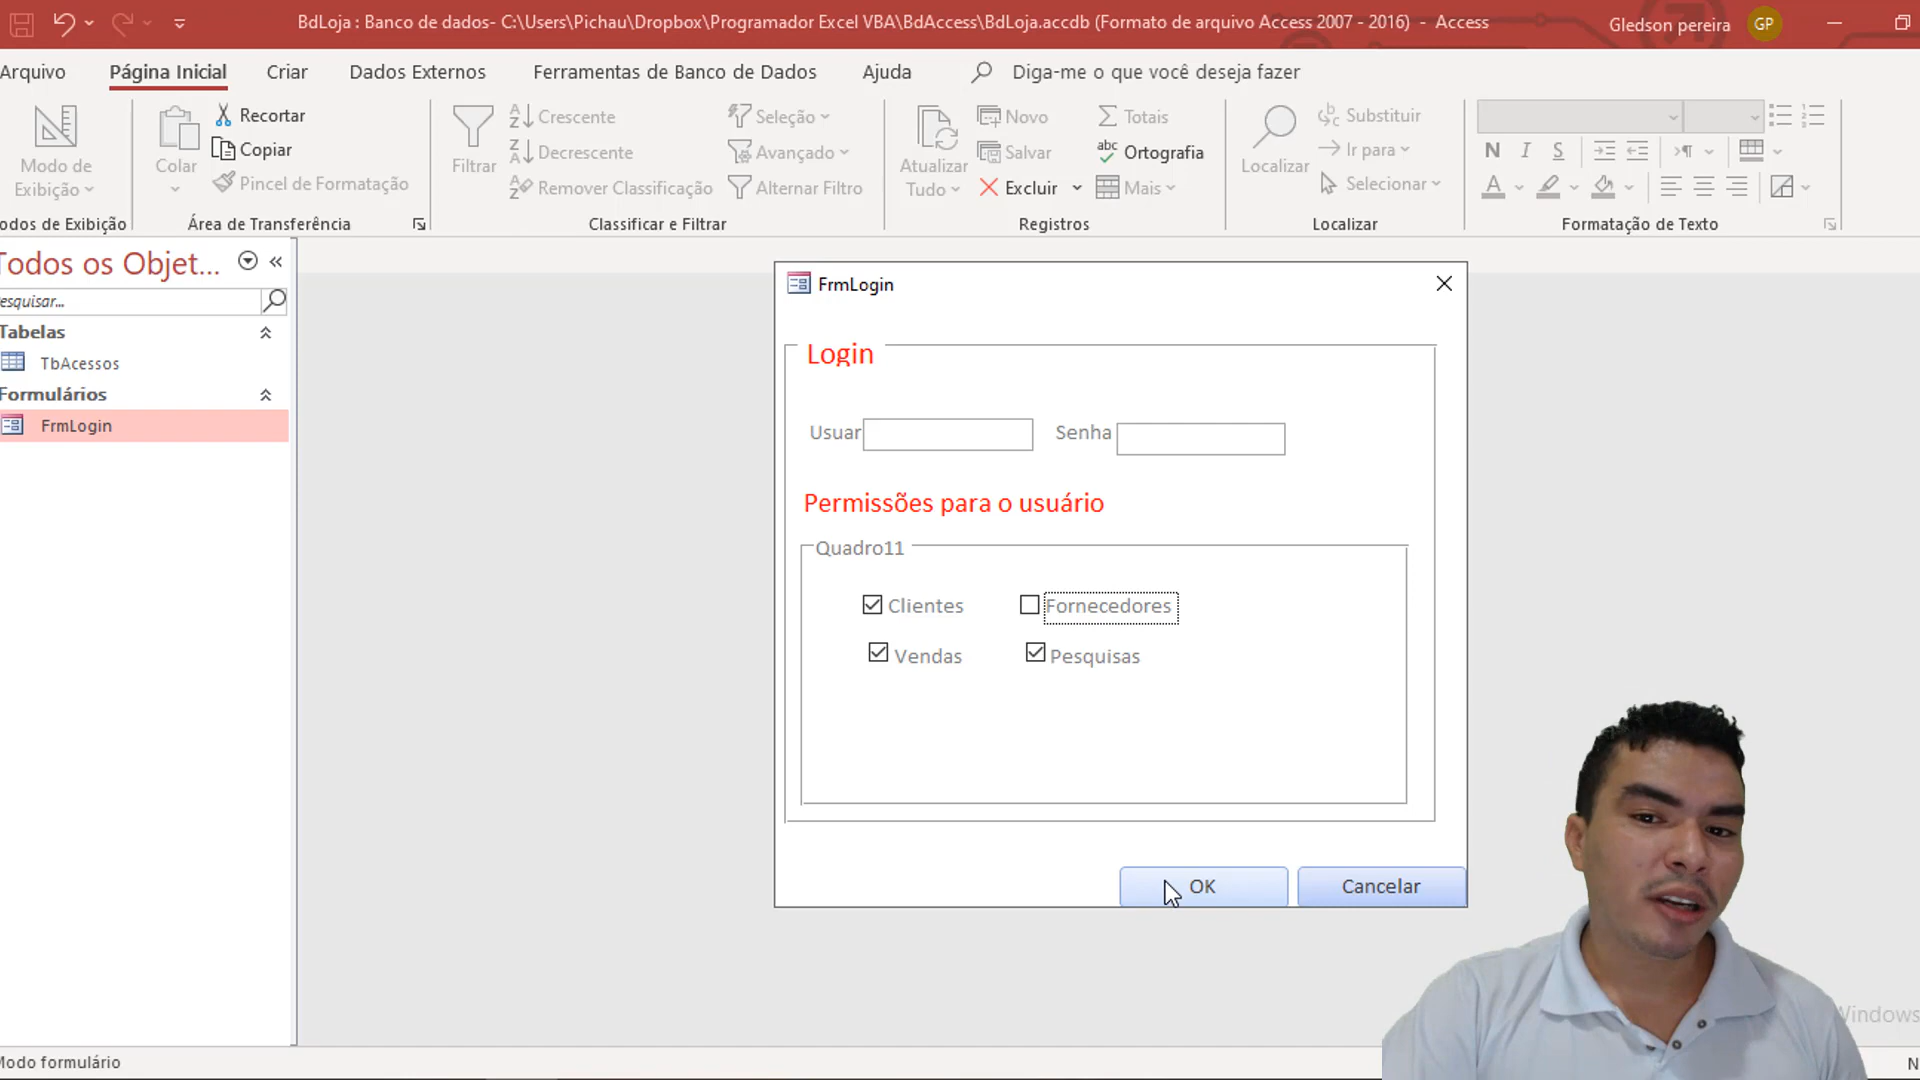 BdLoja : Banco de dados- C:\Users\Pichau\Dropbox\Programador Excel VBA\BdAccess\BdLoja.accdb (Formato de arquivo Access 2007 - 2016) - Access
Gledson pereira
GP
Arquivo
Página Inicial
Criar
Dados Externos
Ferramentas de Banco de Dados
Ajuda
Diga-me o que você deseja fazer
Modo de
Exibição
Colar
Recortar
Copiar
Pincel de Formatação
Filtrar
Crescente
Decrescente
Remover Classificação
Seleção
Avançado
Alternar Filtro
Atualizar
Tudo
Novo
Salvar
Excluir
Totais
Ortografia
Mais
Localizar
Substituir
Ir para
Selecionar
N I S
A
odos de Exibição
Área de Transferência
Classificar e Filtrar
Registros
Localizar
Formatação de Texto
Todos os Objet...
esquisar...
Tabelas
TbAcessos
Formulários
FrmLogin
FrmLogin
Login
Usuar
Senha
Permissões para o usuário
Quadro11
Clientes
Fornecedores
Vendas
Pesquisas
OK
Cancelar
Windows
Modo formulário
N